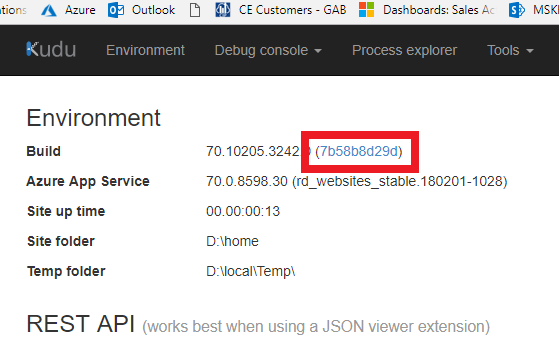 ations Azure Outlook CE Customers - GAB Dashboards: Sales Ac MSKI
Kudu Environment Debug console Process explorer Tools
Environment
Build 70.10205.3242 (7b58b8d29d)
Azure App Service 70.0.8598.30 (rd_websites_stable.180201-1028)
Site up time 00.00:00:13
Site folder D:\home
Temp folder D:\local\Temp\
REST API (works best when using a JSON viewer extension)